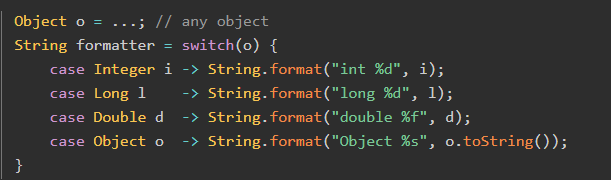 Object o = ...; // any object
String formatter = switch(o) {
    case Integer i -> String.format("int %d", i);
    case Long l    -> String.format("long %d", l);
    case Double d  -> String.format("double %f", d);
    case Object o  -> String.format("Object %s", o.toString());
}